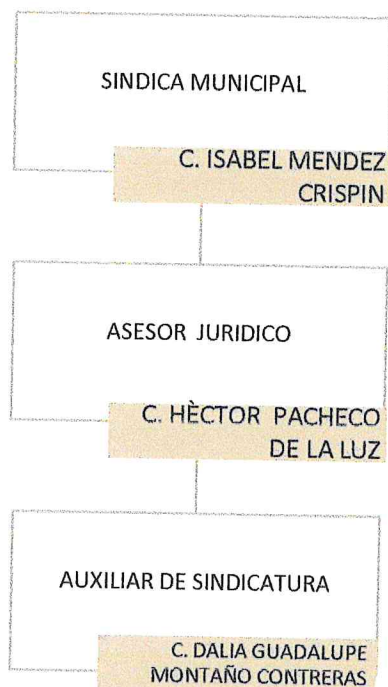 SINDICA MUNICIPAL
C. ISABEL MENDEZ
CRISPIN
ASESOR JURIDICO
C. HÈCTOR PACHECO
DE LA LUZ
AUXILIAR DE SINDICATURA
C. DALIA GUADALUPE
MONTAÑO CONTRERAS